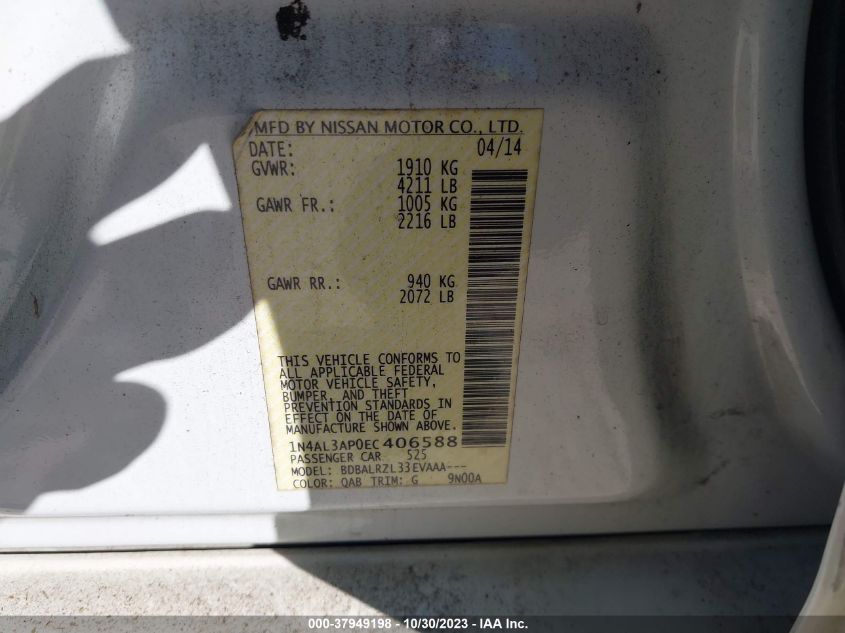 MFD BY NISSAN MOTOR CO., LTD.
DATE: 04/14
GVWR: 1910 KG
4211 LB
GAWR FR.: 1005 KG
2216 LB
GAWR RR.: 940 KG
2072 LB
THIS VEHICLE CONFORMS TO
ALL APPLICABLE FEDERAL
MOTOR VEHICLE SAFETY,
BUMPER, AND THEFT
PREVENTION STANDARDS IN
EFFECT ON THE DATE OF
MANUFACTURE SHOWN ABOVE.
1N4AL3AP0EC406588
PASSENGER CAR 525
MODEL: BDBALRZL33EVAAA---
COLOR: QAB TRIM: G 9N00A
000-37949198 - 10/30/2023 - IAA Inc.